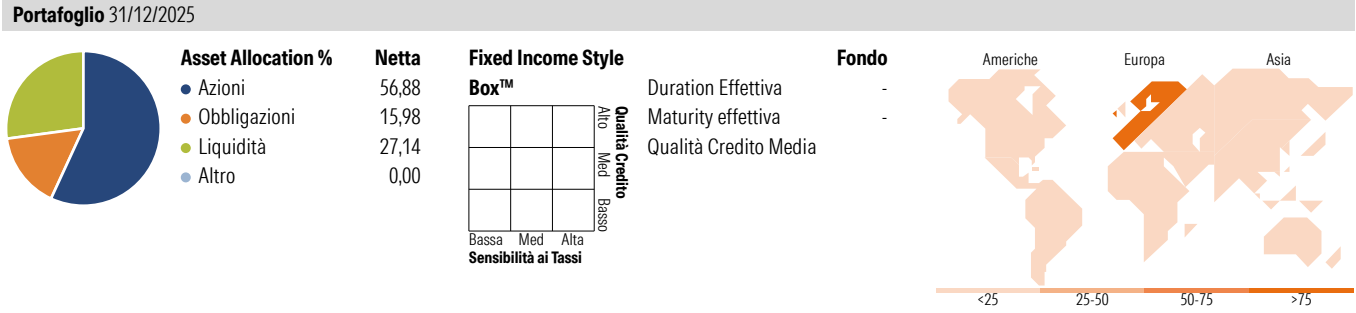 Portafoglio 31/12/2025
Asset Allocation % Netta
Azioni 56,88
Obbligazioni 15,98
Liquidità 27,14
Altro 0,00
Fixed Income Style
Box™
Alto
Med
Basso
Qualità Credito
Bassa Med Alta
Sensibilità ai Tassi
Fondo
Duration Effettiva -
Maturity effettiva -
Qualità Credito Media
Americhe Europa Asia
<25 25-50 50-75 >75